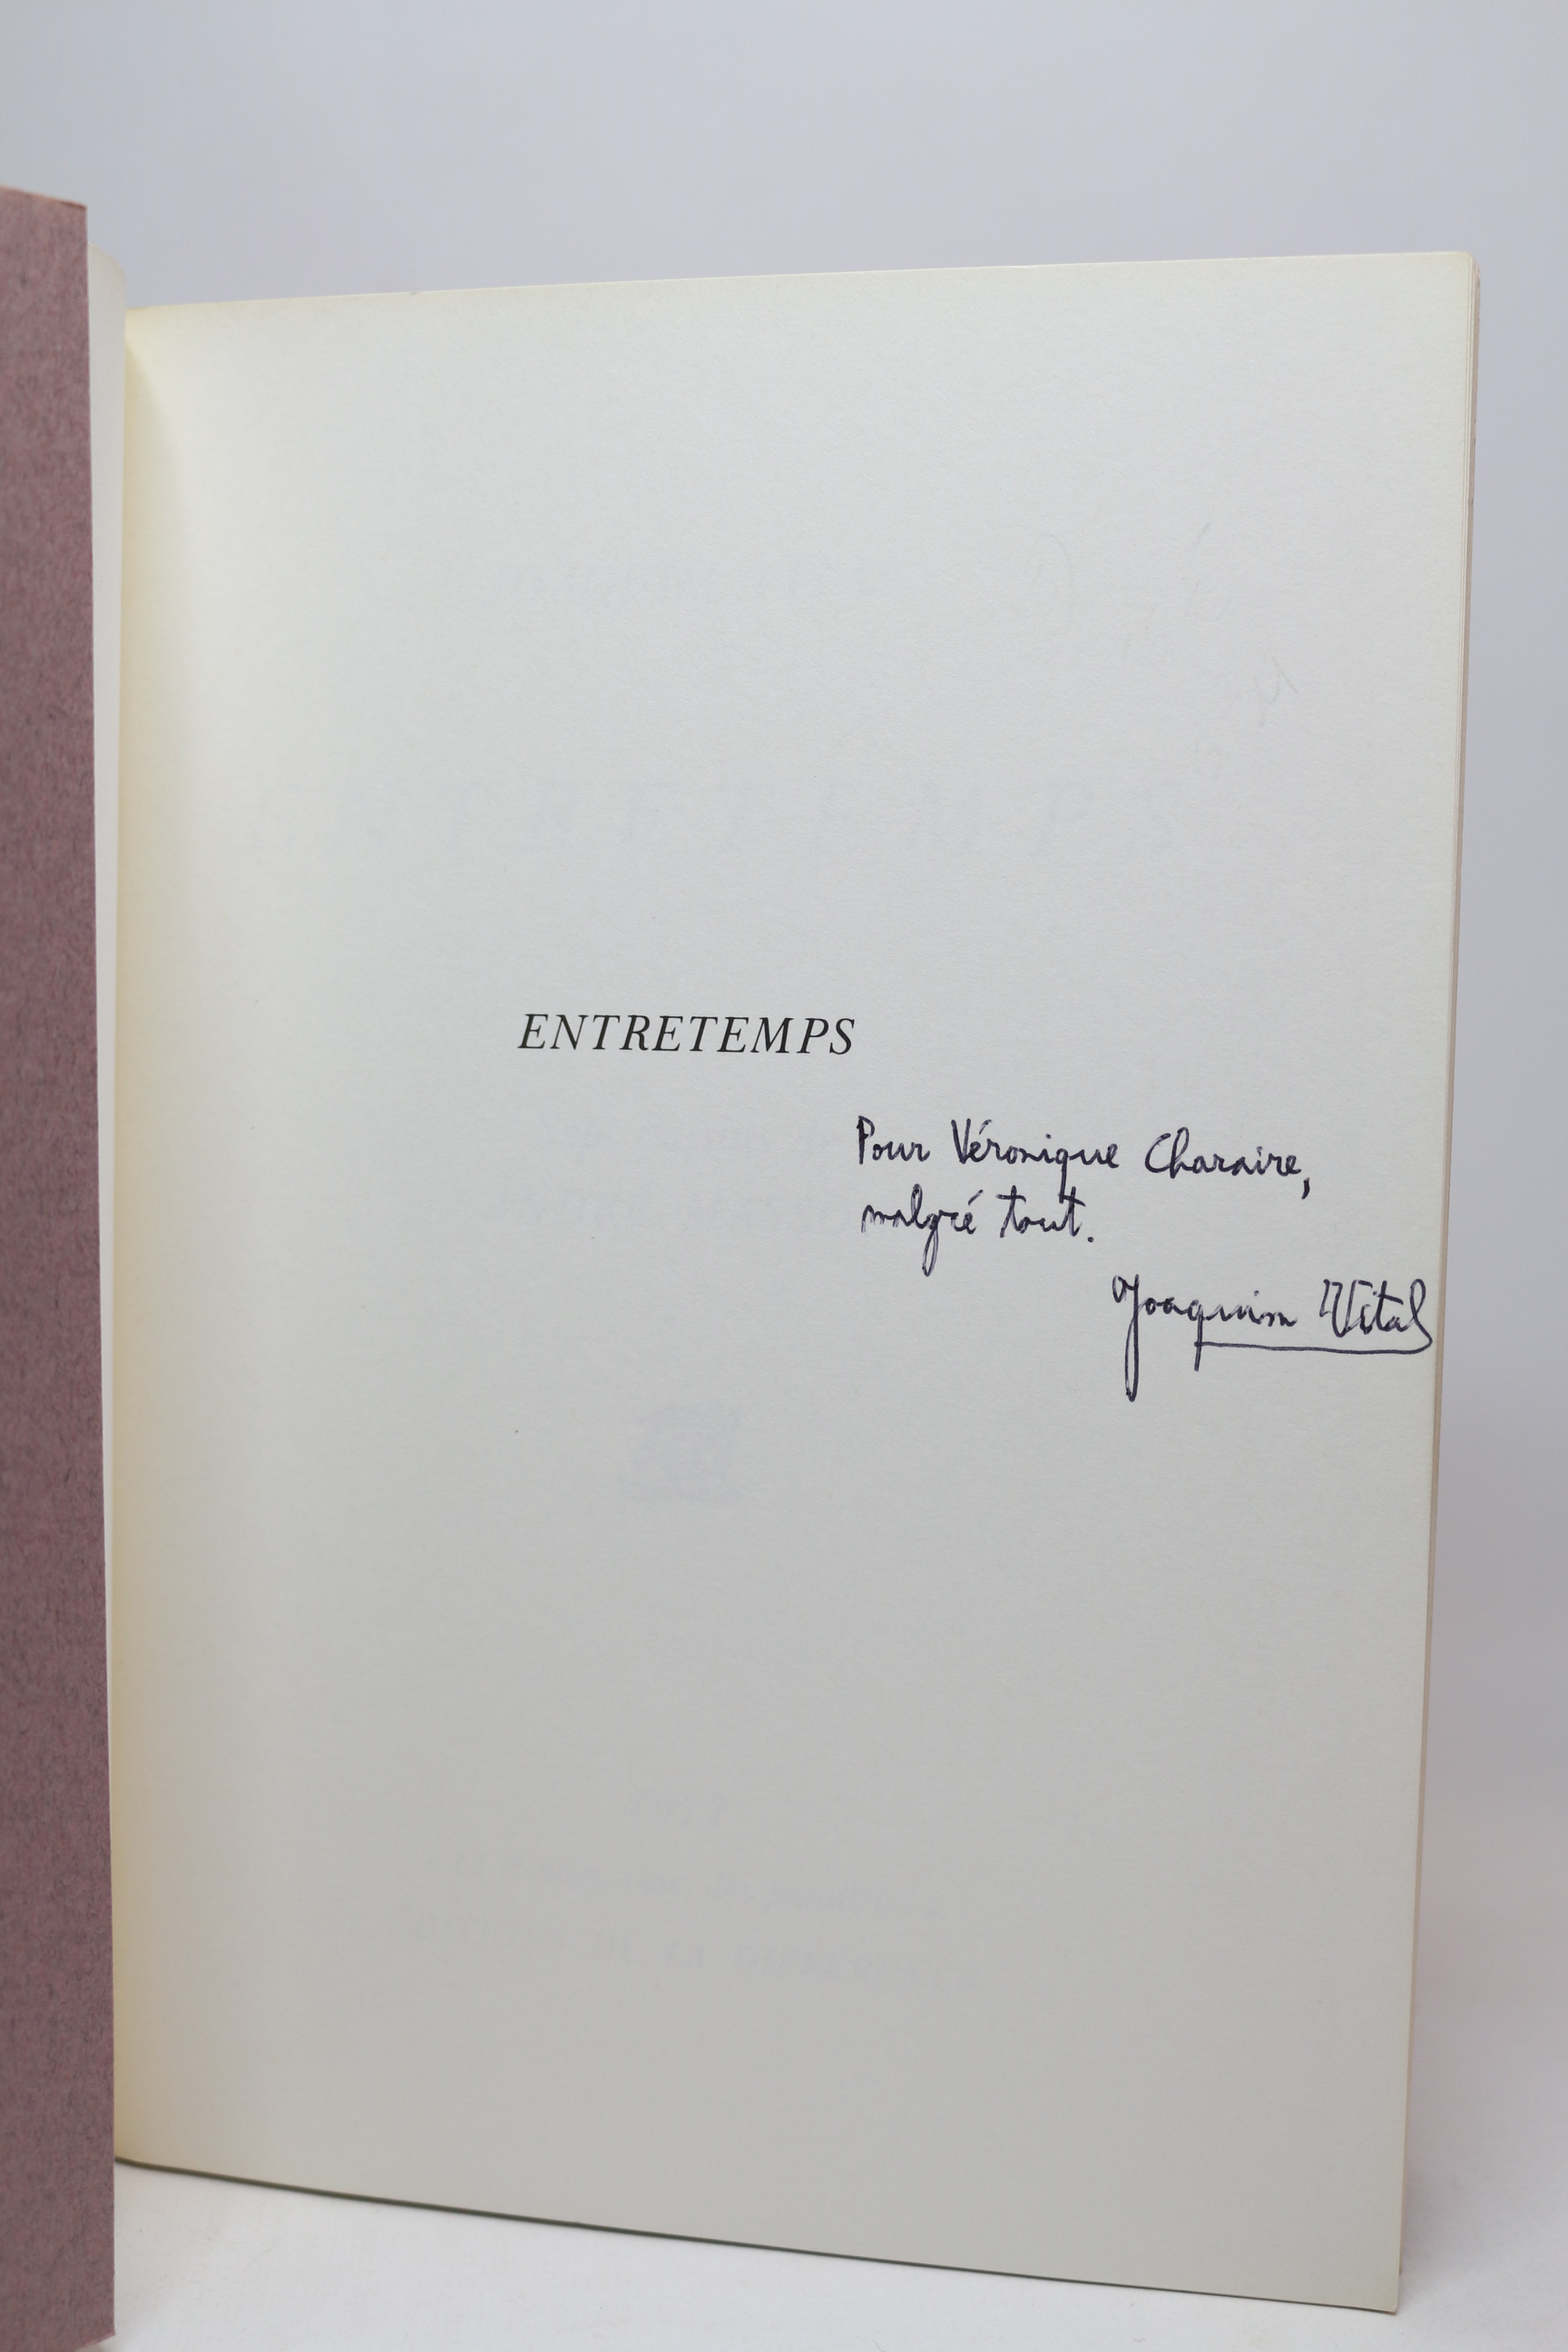 ENTRETEMPS
Pour Véronique Charaire,
malgré tout.
Joaquim Vital